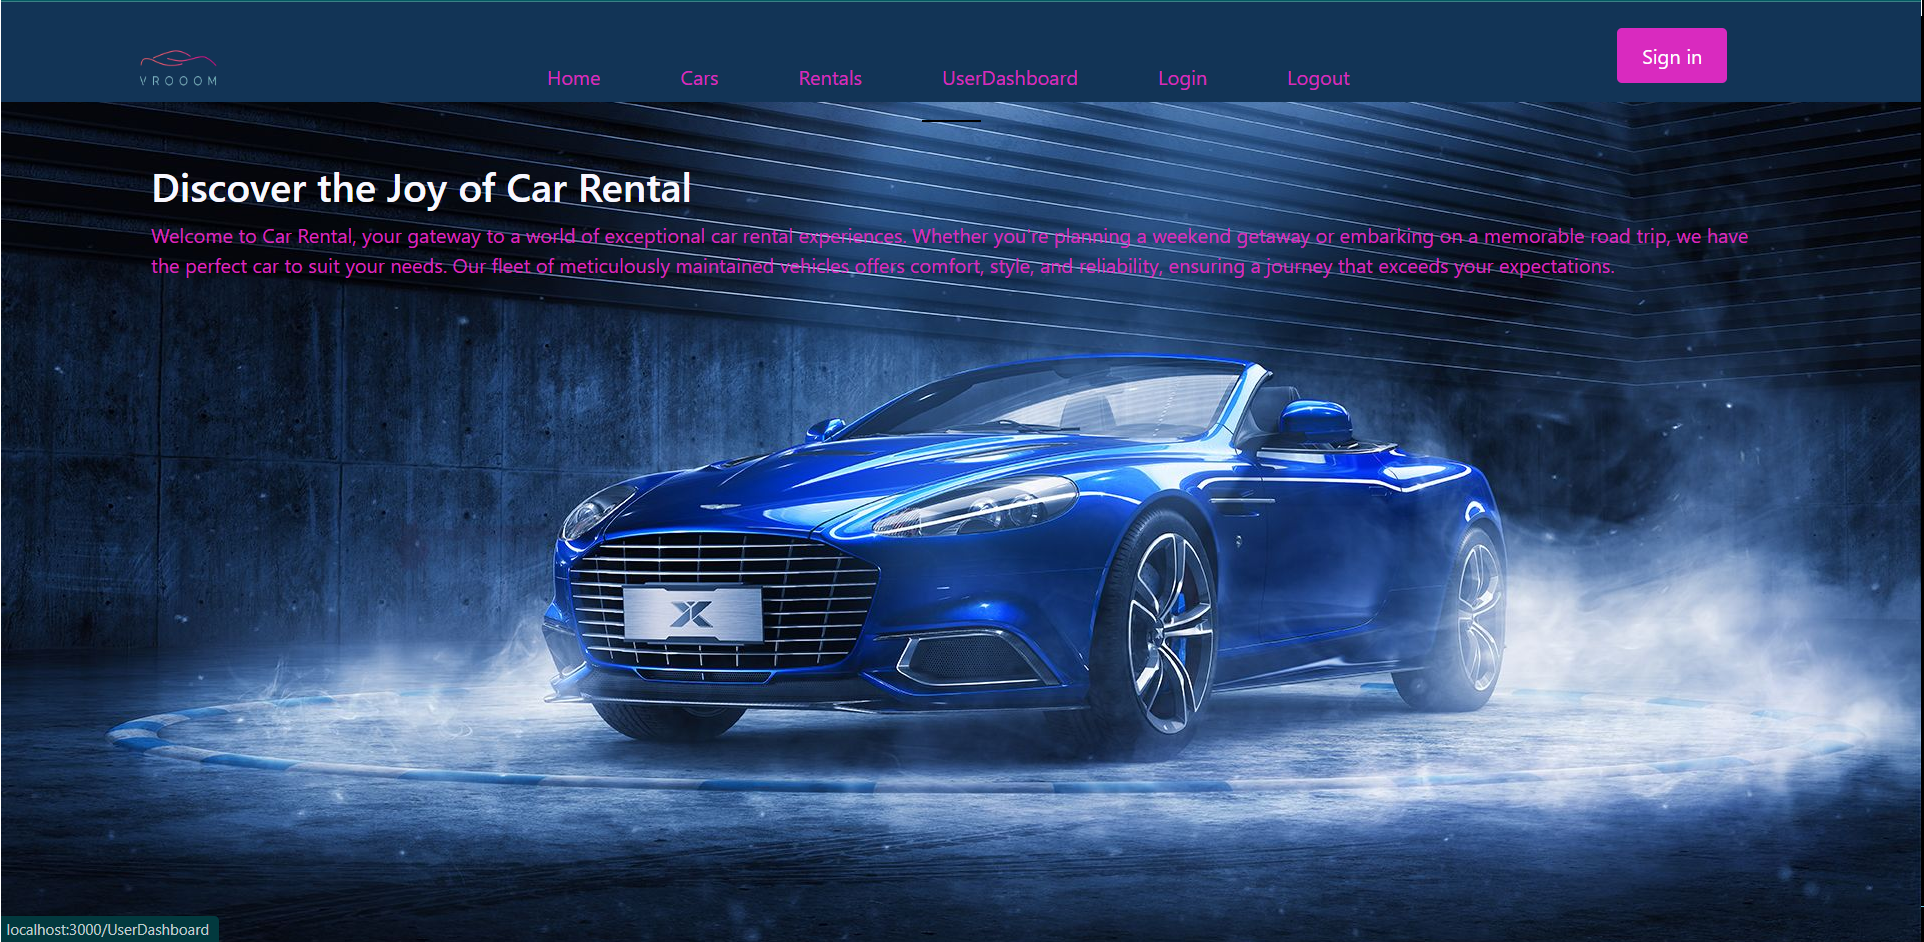 VROOOM
Home Cars Rentals UserDashboard Login Logout
Sign in
Discover the Joy of Car Rental
Welcome to Car Rental, your gateway to a world of exceptional car rental experiences. Whether you're planning a weekend getaway or embarking on a memorable road trip, we have
the perfect car to suit your needs. Our fleet of meticulously maintained vehicles offers comfort, style, and reliability, ensuring a journey that exceeds your expectations.
localhost:3000/UserDashboard